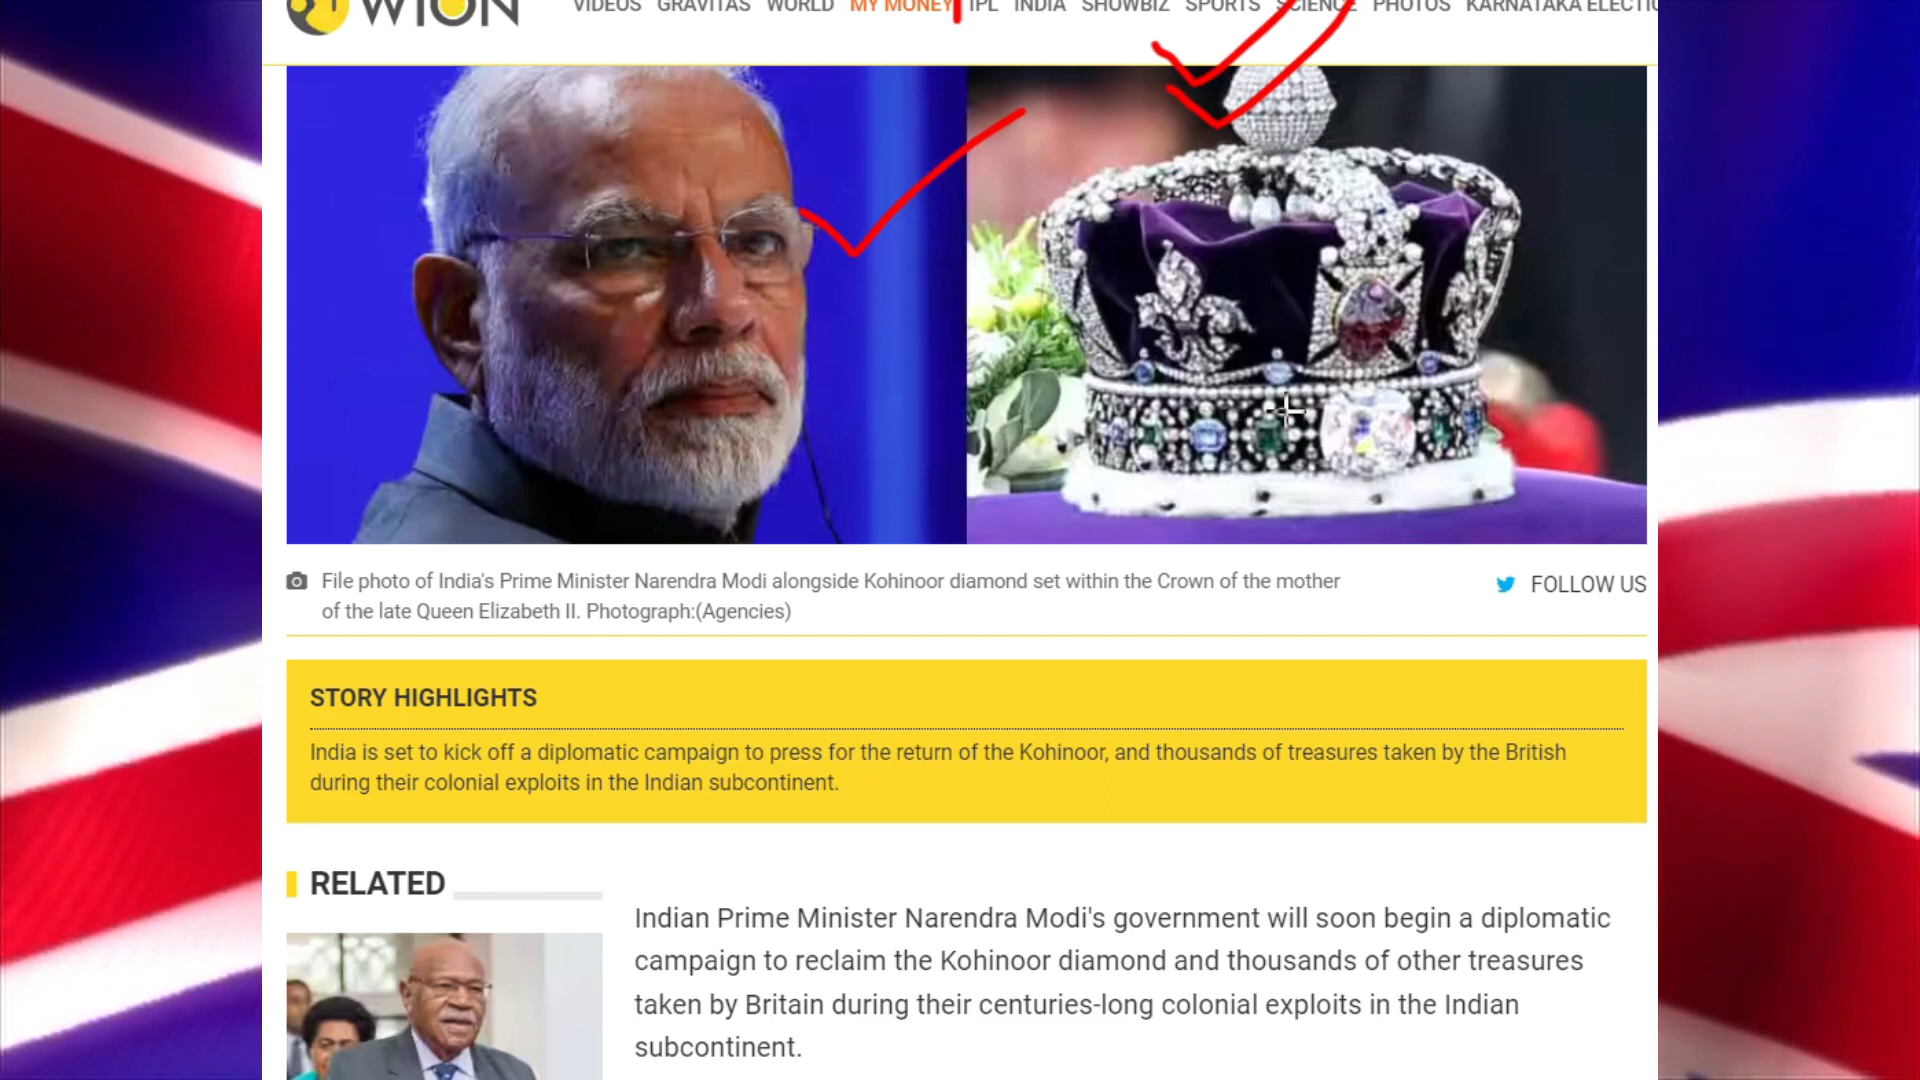 WION
VIDEOS GRAVITAS WORLD MY MONEY IPL INDIA SHOWBIZ SPORTS SCIENCE PHOTOS KARNATAKA
File photo of India's Prime Minister Narendra Modi alongside Kohinoor diamond set within the Crown of the mother
of the late Queen Elizabeth II. Photograph:(Agencies)
FOLLOW US
STORY HIGHLIGHTS
India is set to kick off a diplomatic campaign to press for the return of the Kohinoor, and thousands of treasures taken by the British
during their colonial exploits in the Indian subcontinent.
RELATED
Indian Prime Minister Narendra Modi's government will soon begin a diplomatic
campaign to reclaim the Kohinoor diamond and thousands of other treasures
taken by Britain during their centuries-long colonial exploits in the Indian
subcontinent.